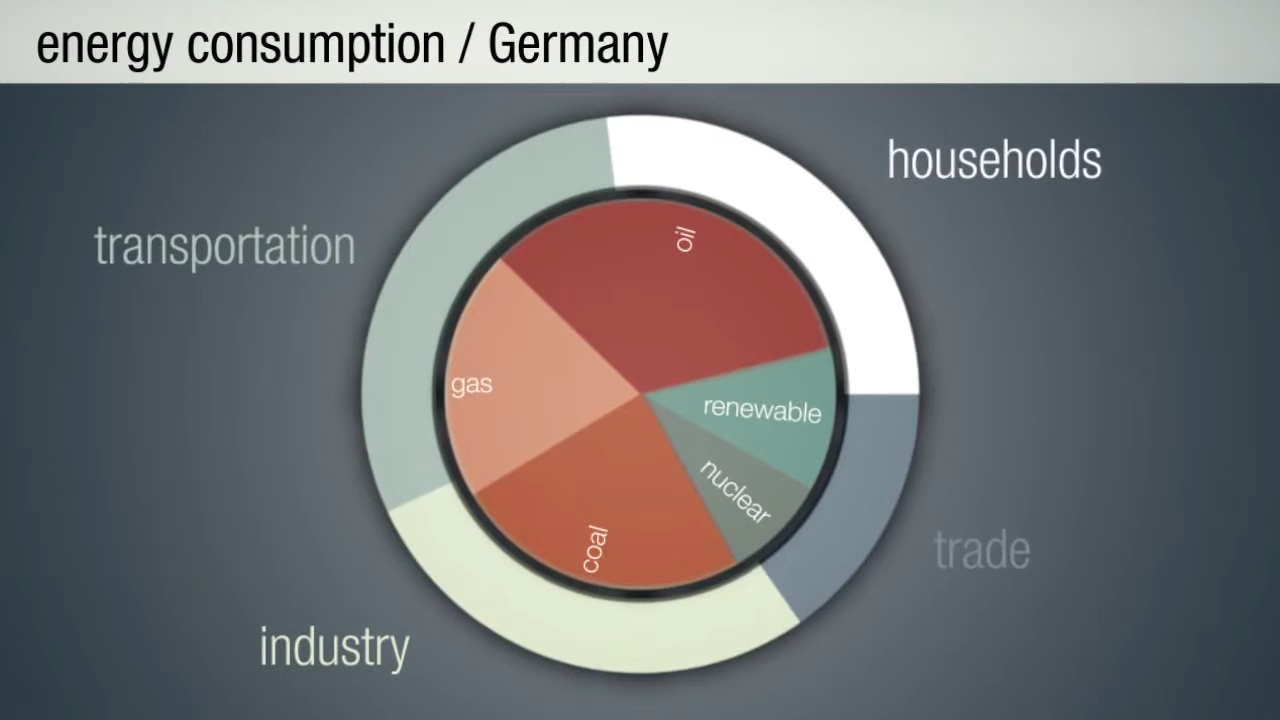 energy consumption / Germany
households
transportation
oil
gas
renewable
nuclear
coal
trade
industry